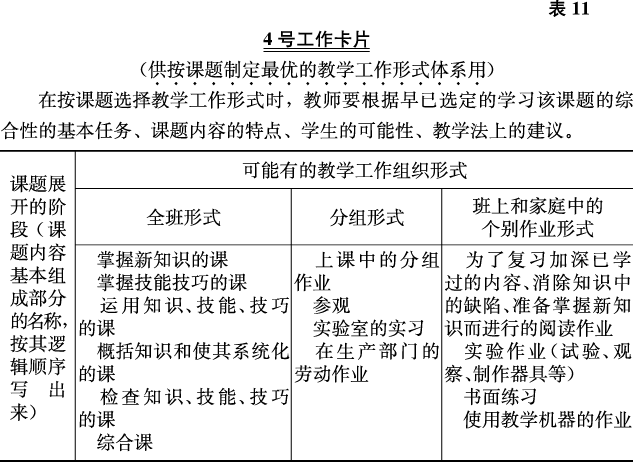 表 11
4 号工作卡片
（供按课题制定最优的教学工作形式体系用）
在按课题选择教学工作形式时，教师要根据早已选定的学习该课题的综
合性的基本任务、课题内容的特点、学生的可能性、教学法上的建议。
课题展
开的阶
段（课
题内容
基本组
成部分
的名称，
按其逻
辑顺序
写出
来）
可能有的教学工作组织形式
全班形式
分组形式
班上和家庭中的
个别作业形式
掌握新知识的课
掌握技能技巧的课
运用知识、技能、技巧
的课
概括知识和使其系统化
的课
检查知识、技能、技巧
的课
综合课
上课中的分组
作业
参观
实验室的实习
在生产部门的
劳动作业
为了复习加深已学
过的内容、消除知识中
的缺陷、准备掌握新知
识而进行的阅读作业
实验作业（试验、观
察、制作器具等）
书面练习
使用教学机器的作业